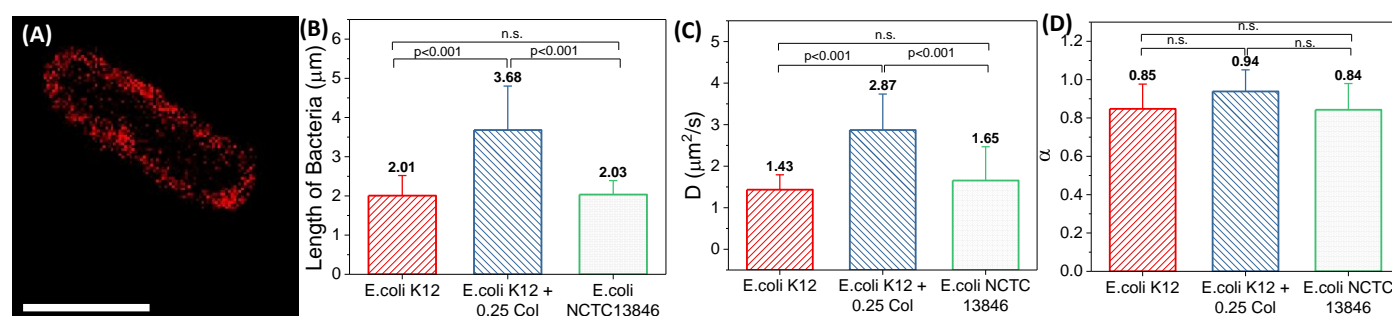 (A)
(B)
Length of Bacteria (μm)
6
5
4
3
2
1
0
n.s.
p<0.001
p<0.001
2.01
3.68
2.03
E.coli K12
E.coli K12 +
0.25 Col
E.coli
NCTC13846
(C)
D (μm²/s)
5
4
3
2
1
0
n.s.
p<0.001
p<0.001
1.43
2.87
1.65
E.coli K12
E.coli K12 +
0.25 Col
E.coli NCTC
13846
(D)
α
1.2
1.0
0.8
0.6
0.4
0.2
0.0
n.s.
n.s.
n.s.
0.85
0.94
0.84
E.coli K12
E.coli K12 +
0.25 Col
E.coli NCTC
13846